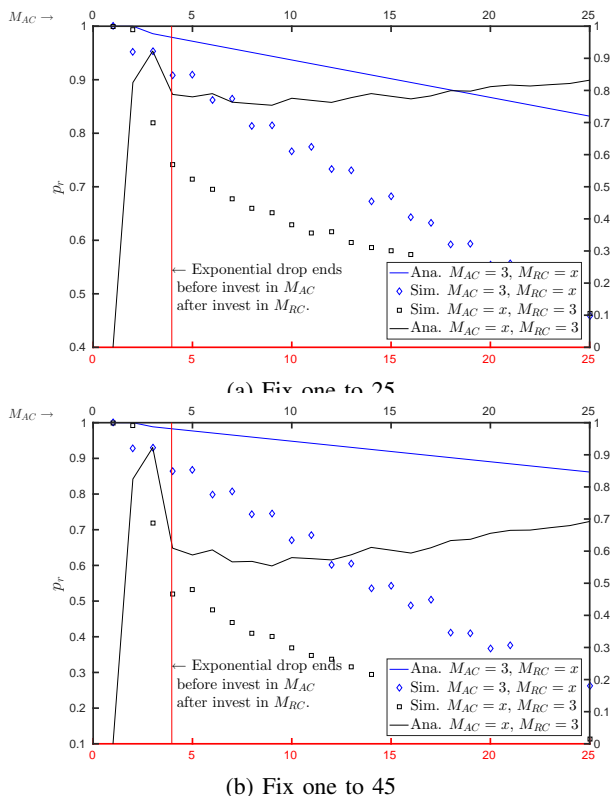 M_AC →
0 5 10 15 20 25
1 1
0.9 0.9
0.8
0.8 0.7
0.6
p_r 0.7 0.5
0.4
0.6 0.3
← Exponential drop ends
before invest in M_AC
after invest in M_RC.
Ana. M_AC = 3, M_RC = x
Sim. M_AC = 3, M_RC = x
Sim. M_AC = x, M_RC = 3
Ana. M_AC = x, M_RC = 3
0.2
0.5 0.1
0.4 0
0 5 10 15 20 25
(a) Fix one to 25
M_AC →
0 5 10 15 20 25
1 1
0.9 0.9
0.8 0.8
0.7 0.7
0.6 0.6
p_r
0.5 0.5
0.4 0.4
0.3 0.3
← Exponential drop ends
before invest in M_AC
after invest in M_RC.
Ana. M_AC = 3, M_RC = x
Sim. M_AC = 3, M_RC = x
Sim. M_AC = x, M_RC = 3
Ana. M_AC = x, M_RC = 3
0.2
0.2 0.1
0.1 0
0 5 10 15 20 25
(b) Fix one to 45